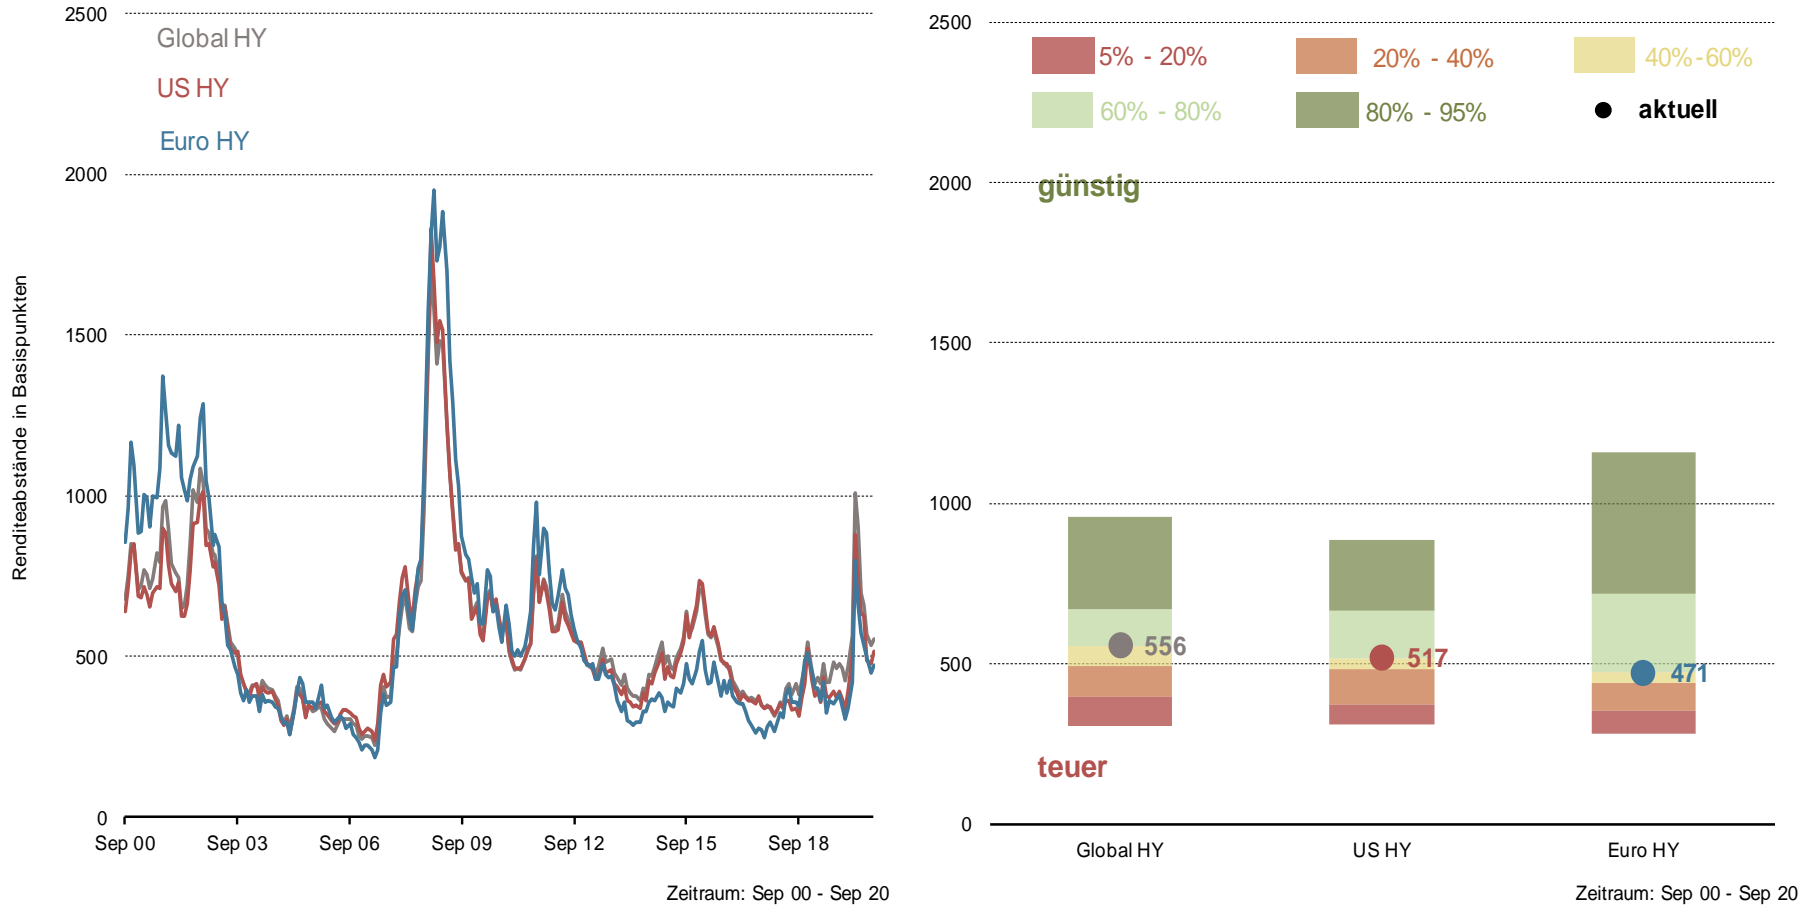 Renditeabstände in Basispunkten
2500
2000
1500
1000
500
0
Global HY
US HY
Euro HY
Sep 00 Sep 03 Sep 06 Sep 09 Sep 12 Sep 15 Sep 18
Zeitraum: Sep 00 - Sep 20
2500
2000
1500
1000
500
0
5% - 20% 20% - 40% 40% - 60%
60% - 80% 80% - 95% aktuell
günstig
556
517
471
teuer
Global HY US HY Euro HY
Zeitraum: Sep 00 - Sep 20